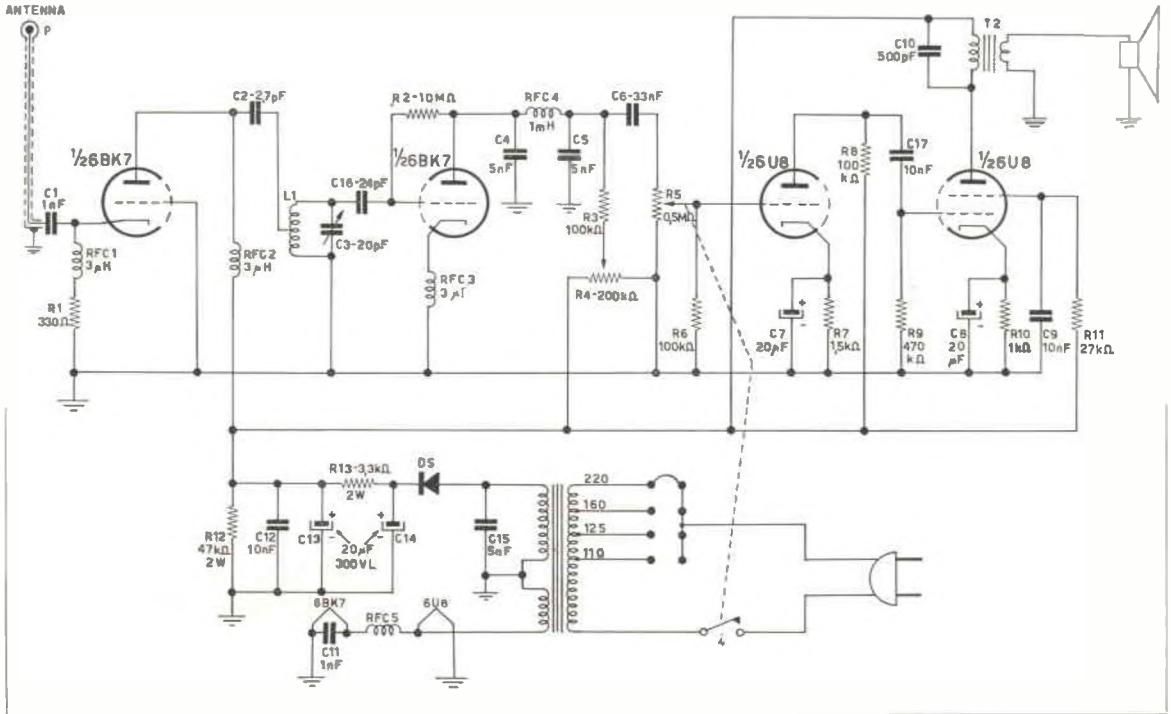 ANTENNA
P
C1
1nF
RFC1
3µH
R1
330Ω
½6BK7
C2-2,7pF
RFC2
3µH
L1
C16-24pF
C3-20pF
R2-10MΩ
½6BK7
RFC3
RFC4
1mH
C4
5nF
C5
5nF
C6-33nF
R3
100kΩ
R4-200kΩ
R5
0,5MΩ
R6
100kΩ
½6U8
C7
20µF
+
-
R7
1,5kΩ
R8
100
kΩ
C17
10nF
R9
470
kΩ
½6U8
C8
20
µF
+
-
R10
1kΩ
C9
10nF
R11
27kΩ
C10
500pF
T2
R12
47kΩ
2W
C12
10nF
R13-3,3kΩ
2W
DS
C13
+
-
20µF
300VL
C14
+
-
C15
5nF
220
160
125
110
6BK7
C11
1nF
RFC5
6U8
4